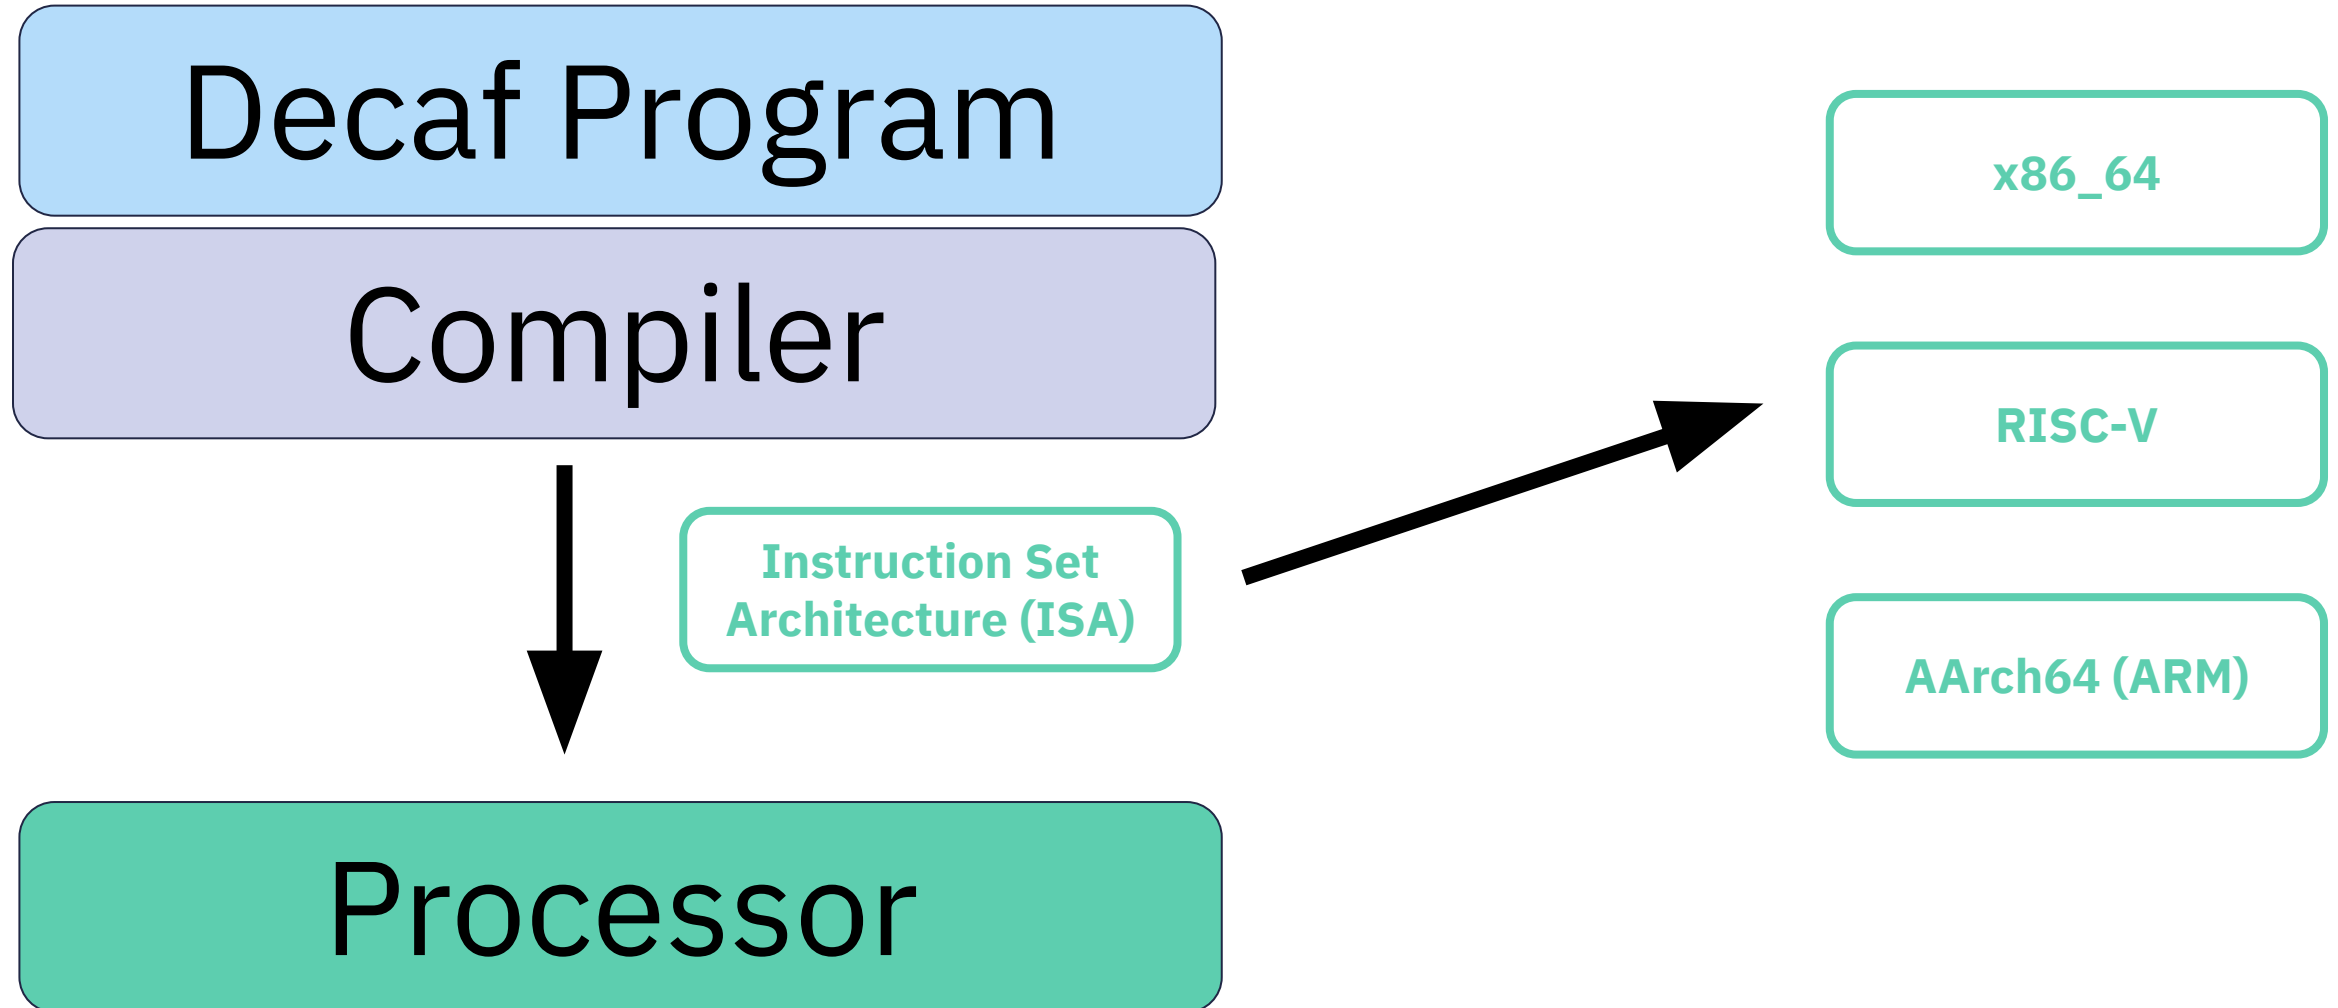 Decaf Program
Compiler
Instruction Set
Architecture (ISA)
Processor
x86_64
RISC-V
AArch64 (ARM)